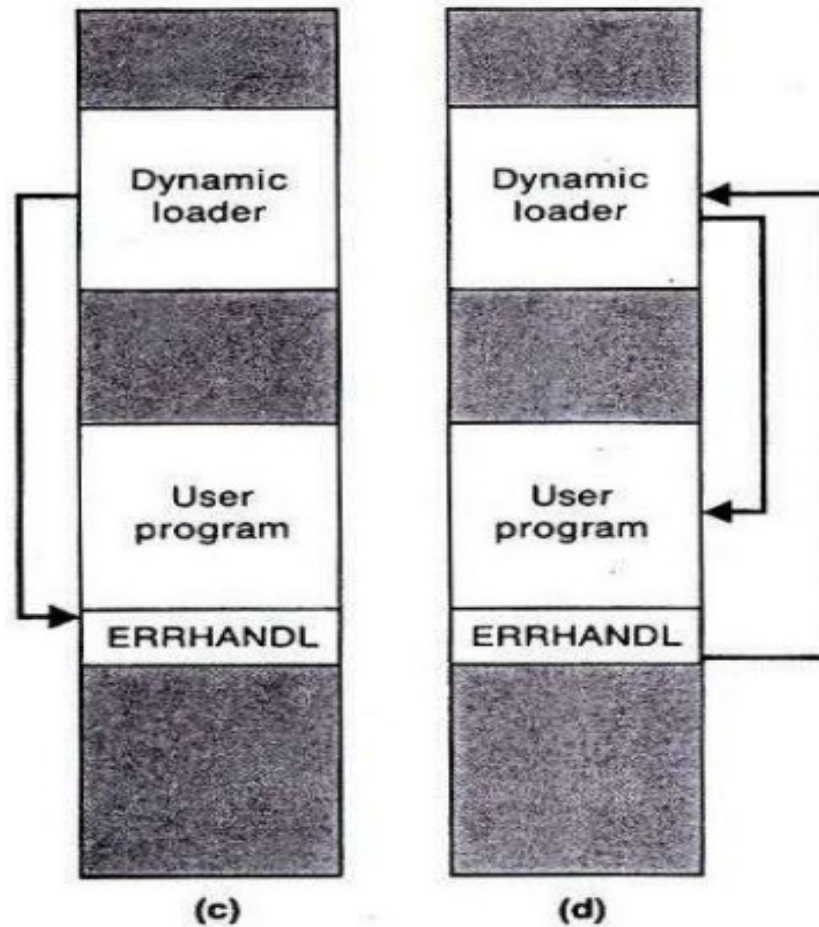 Dynamic
loader
User
program
ERRHANDL
(c)
Dynamic
loader
User
program
ERRHANDL
(d)